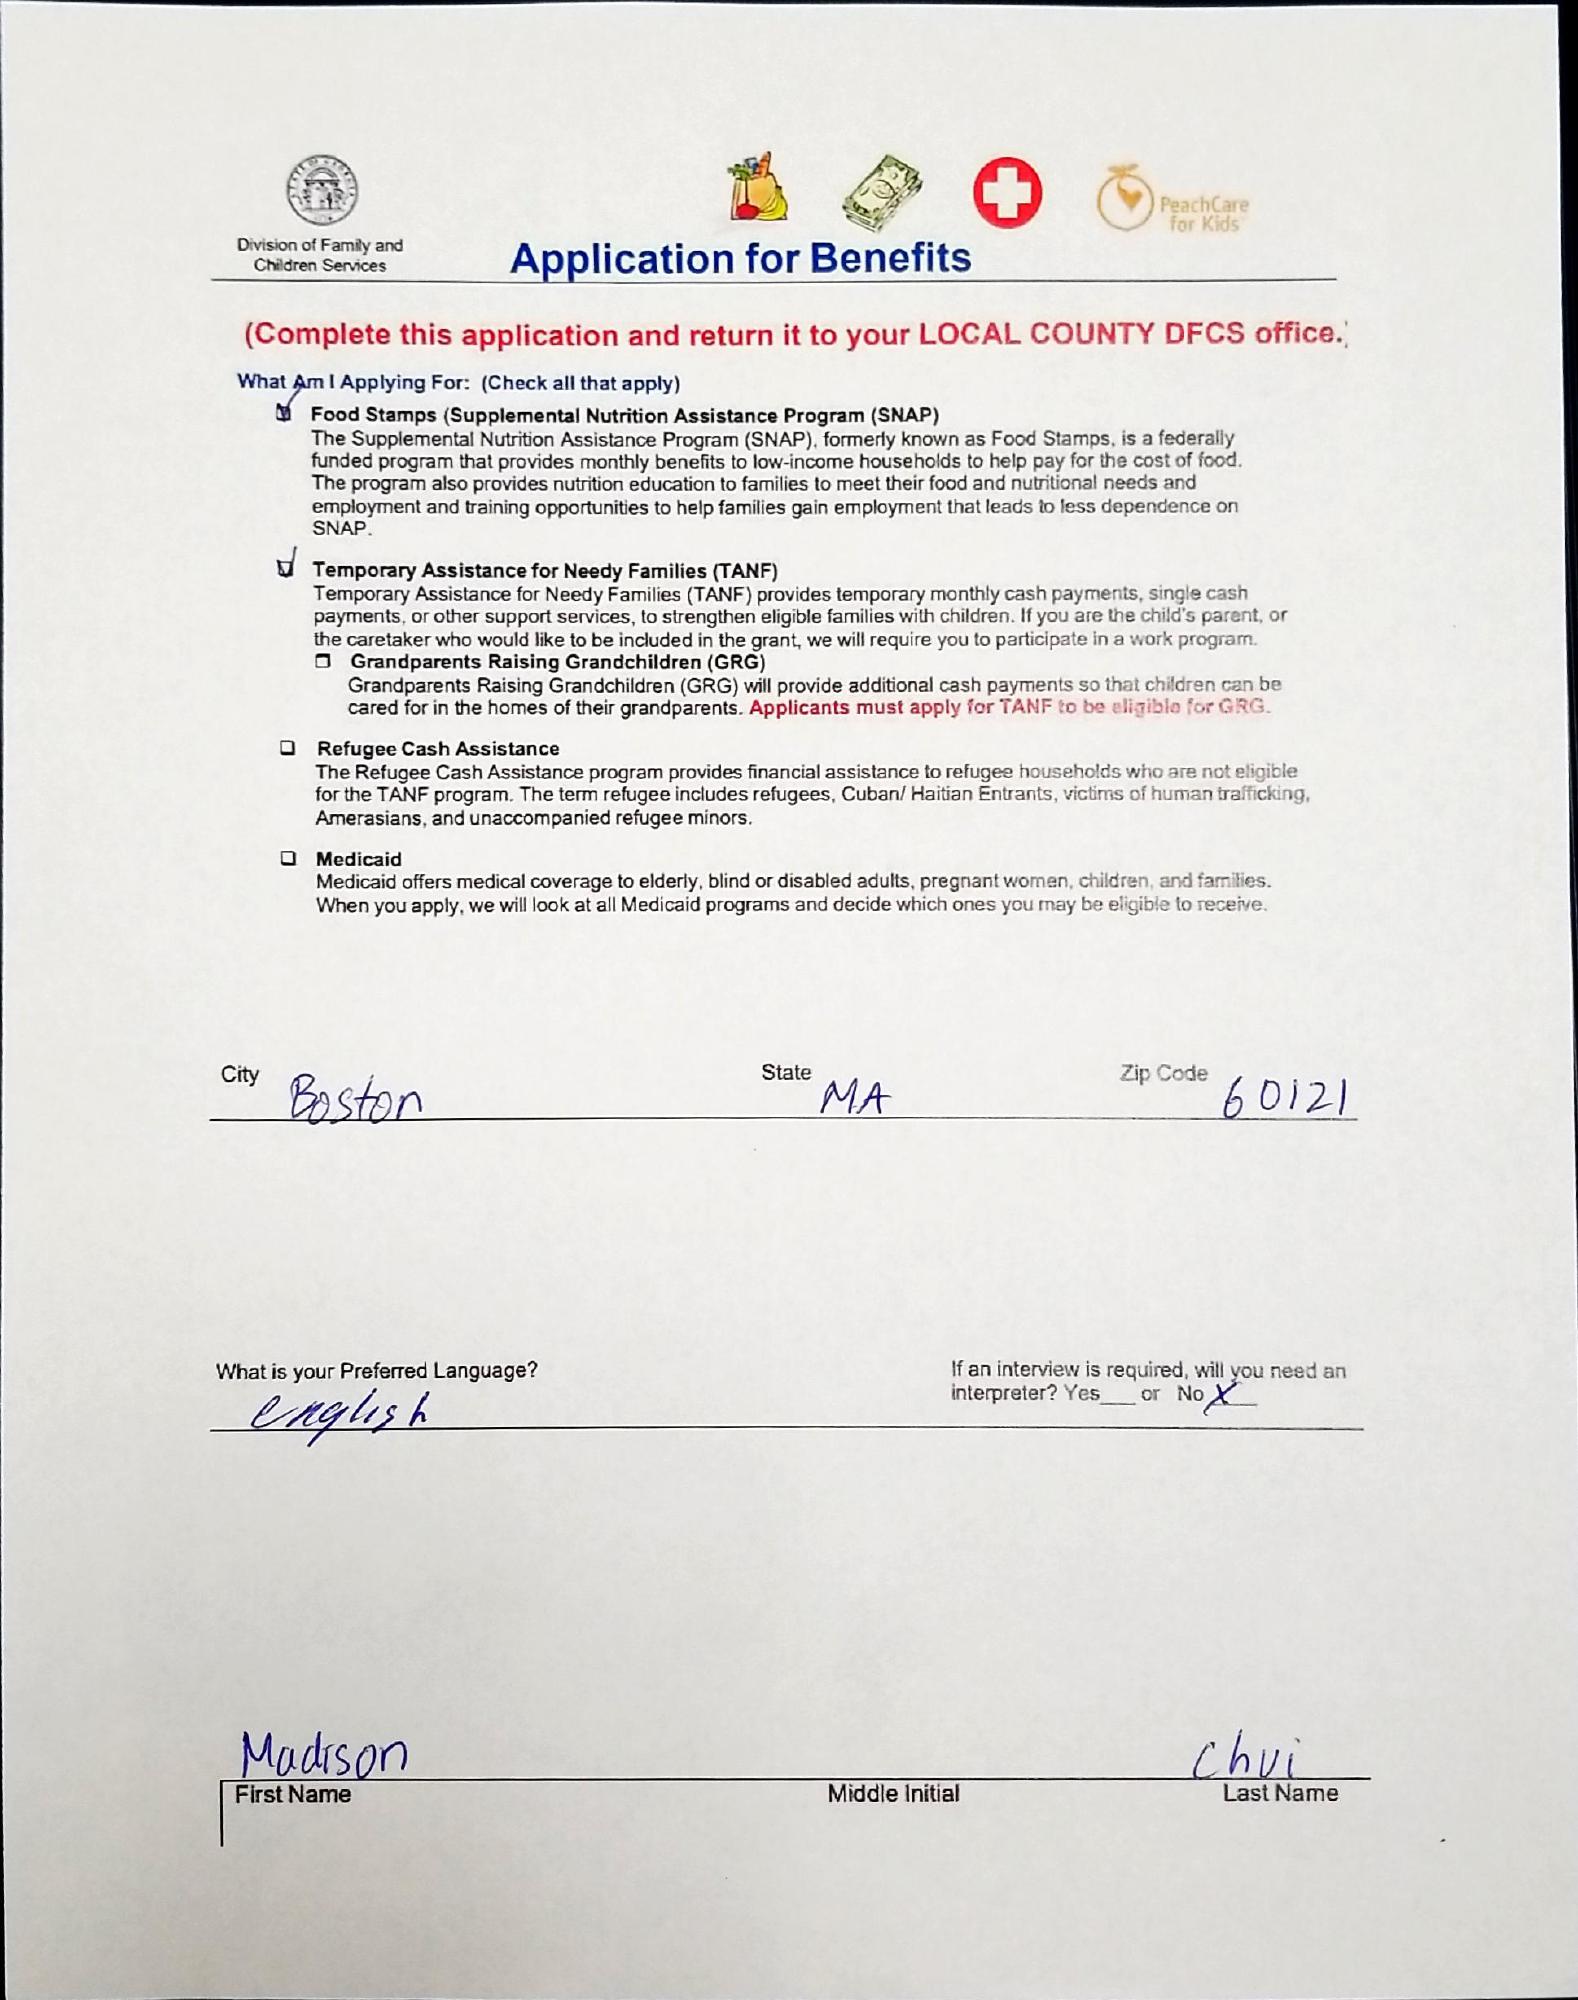 PeachCare
for Kids
Division of Family and
Children Services
Application for Benefits
(Complete this application and return it to your LOCAL COUNTY DFCS office.)
What Am I Applying For: (Check all that apply)
Food Stamps (Supplemental Nutrition Assistance Program (SNAP)
The Supplemental Nutrition Assistance Program (SNAP), formerly known as Food Stamps, is a federally
funded program that provides monthly benefits to low-income households to help pay for the cost of food.
The program also provides nutrition education to families to meet their food and nutritional needs and
employment and training opportunities to help families gain employment that leads to less dependence on
SNAP.
Temporary Assistance for Needy Families (TANF)
Temporary Assistance for Needy Families (TANF) provides temporary monthly cash payments, single cash
payments, or other support services, to strengthen eligible families with children. If you are the child's parent, or
the caretaker who would like to be included in the grant, we will require you to participate in a work program.
Grandparents Raising Grandchildren (GRG)
Grandparents Raising Grandchildren (GRG) will provide additional cash payments so that children can be
cared for in the homes of their grandparents. Applicants must apply for TANF to be eligible for GRG.
Refugee Cash Assistance
The Refugee Cash Assistance program provides financial assistance to refugee households who are not eligible
for the TANF program. The term refugee includes refugees, Cuban/ Haitian Entrants, victims of human trafficking,
Amerasians, and unaccompanied refugee minors.
Medicaid
Medicaid offers medical coverage to elderly, blind or disabled adults, pregnant women, children, and families.
When you apply, we will look at all Medicaid programs and decide which ones you may be eligible to receive.
City Boston State MA Zip Code 60121
What is your Preferred Language? If an interview is required, will you need an
english interpreter? Yes___ or No X
Madison Chui
First Name Middle Initial Last Name